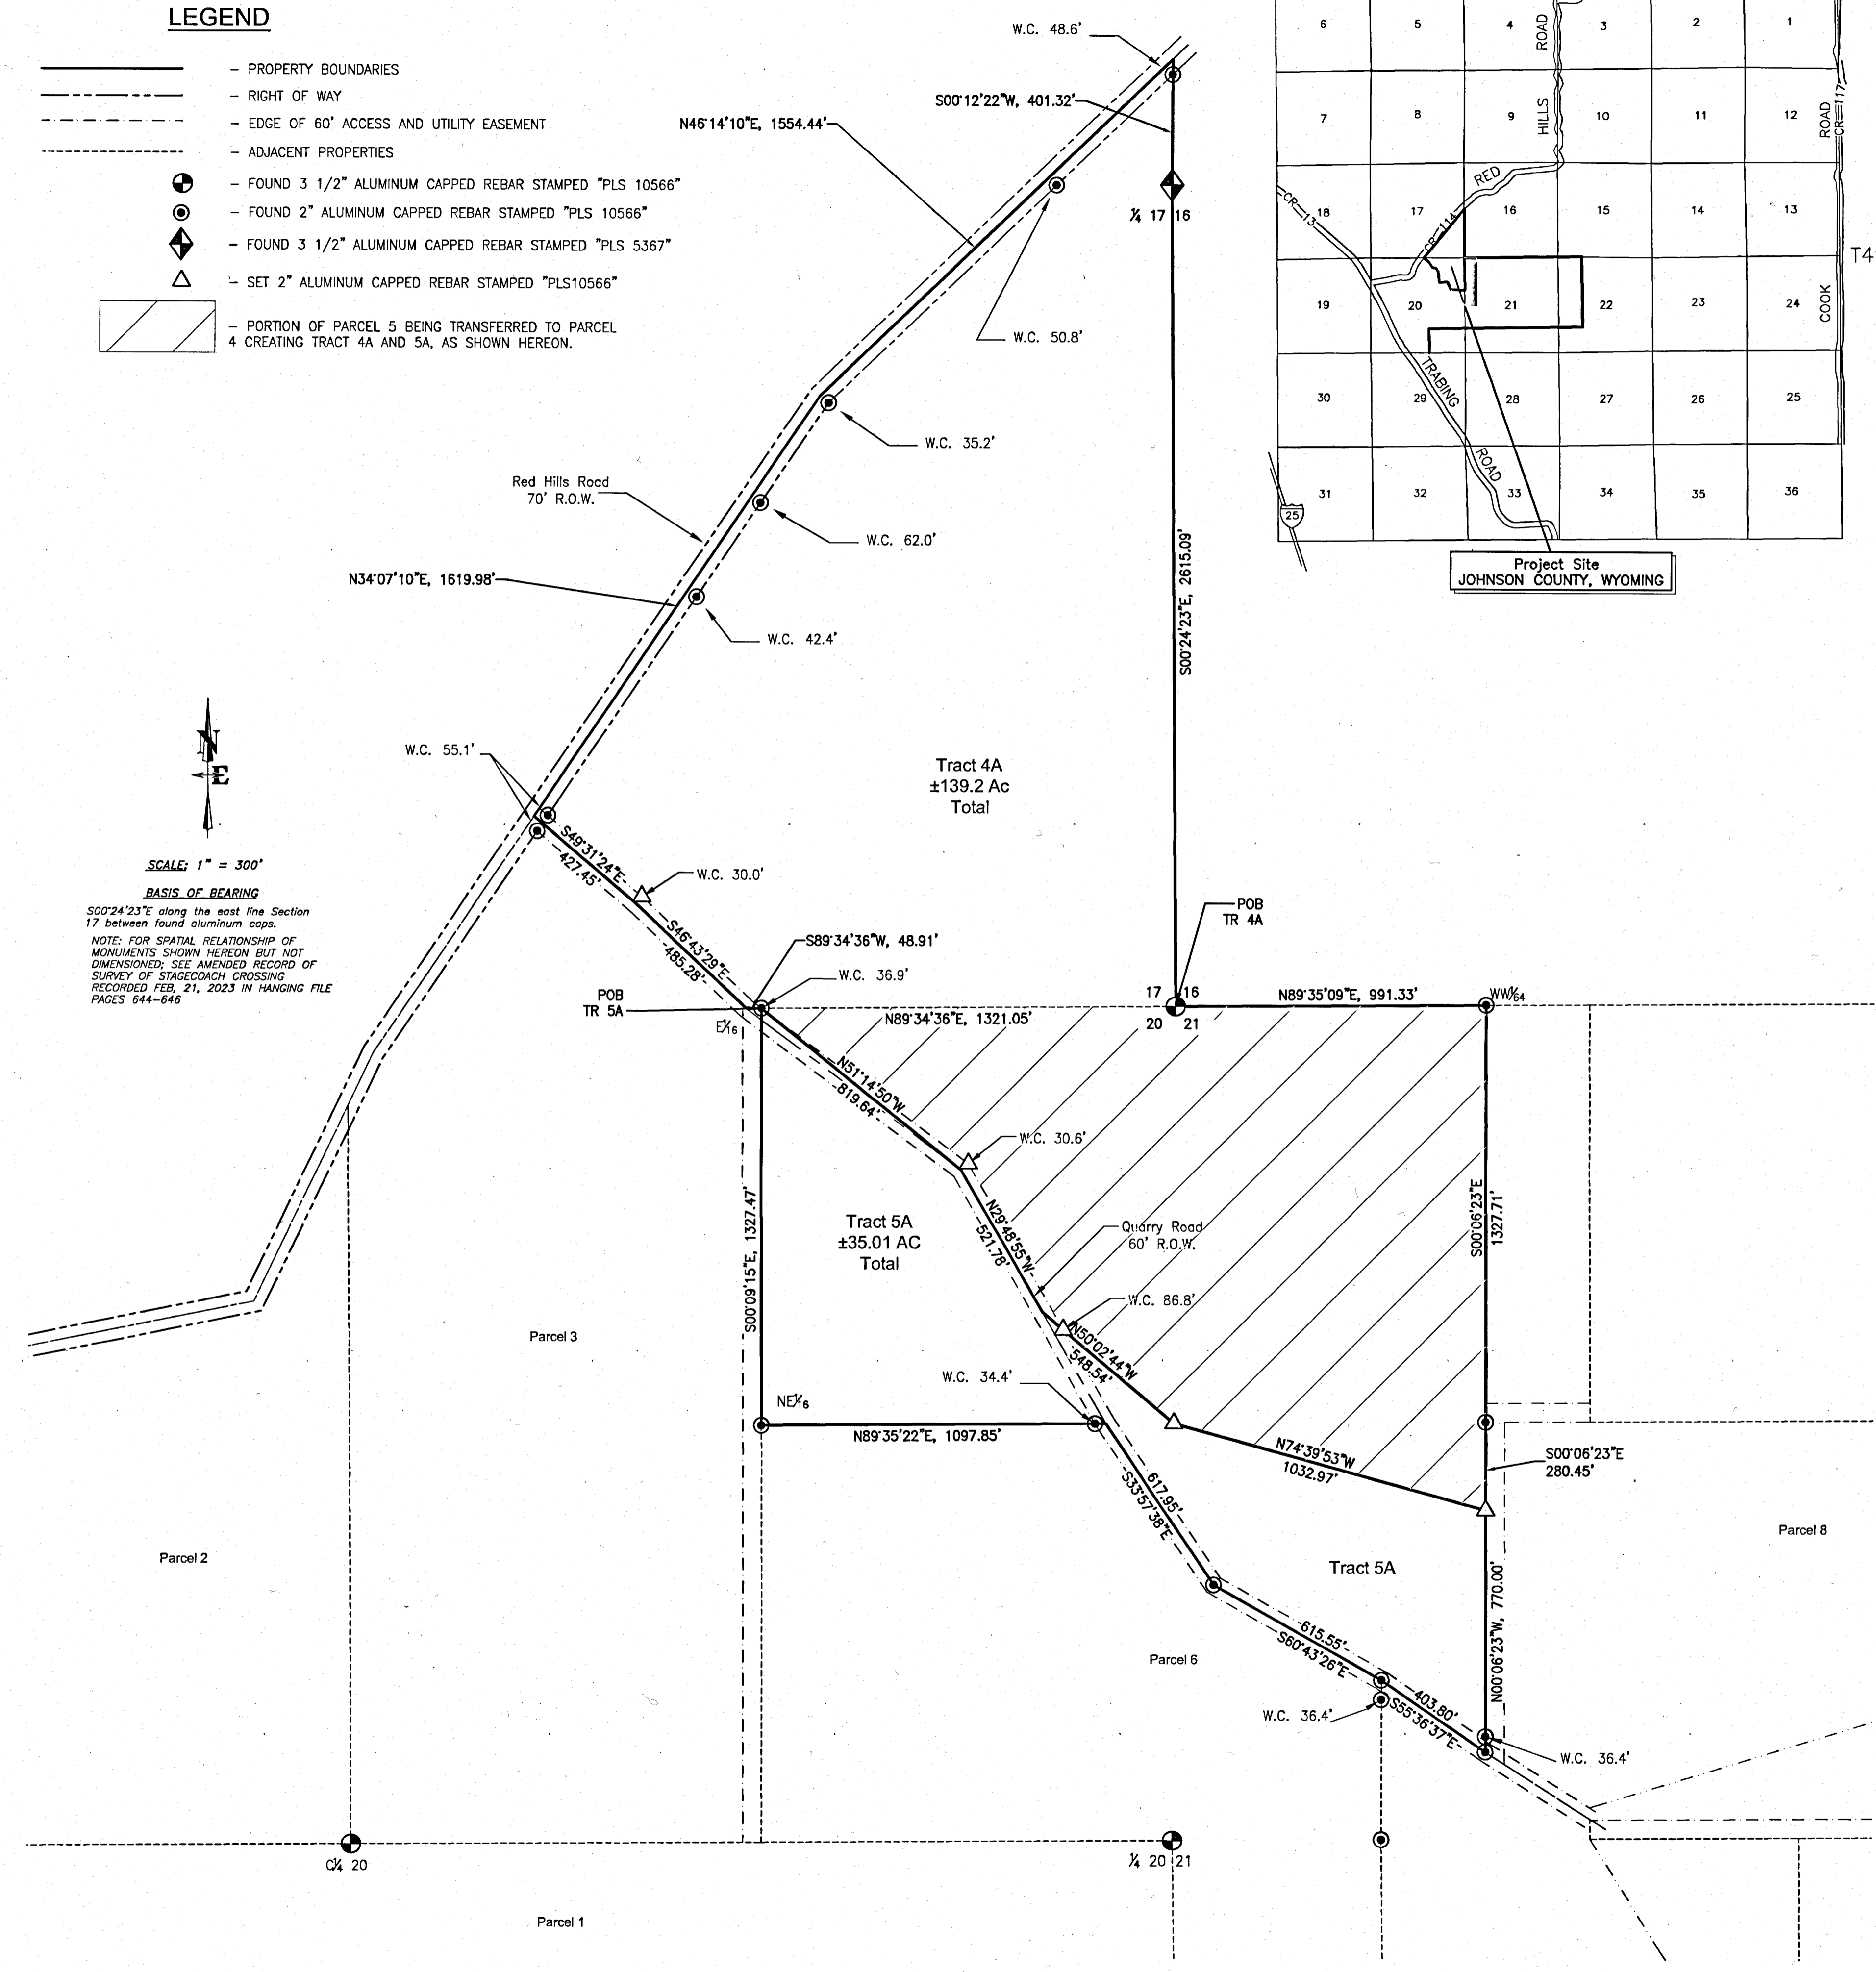 LEGEND
– PROPERTY BOUNDARIES
– RIGHT OF WAY
– EDGE OF 60' ACCESS AND UTILITY EASEMENT
– ADJACENT PROPERTIES
– FOUND 3 1/2" ALUMINUM CAPPED REBAR STAMPED "PLS 10566"
– FOUND 2" ALUMINUM CAPPED REBAR STAMPED "PLS 10566"
– FOUND 3 1/2" ALUMINUM CAPPED REBAR STAMPED "PLS 5367"
– SET 2" ALUMINUM CAPPED REBAR STAMPED "PLS10566"
– PORTION OF PARCEL 5 BEING TRANSFERRED TO PARCEL
4 CREATING TRACT 4A AND 5A, AS SHOWN HEREON.
6 5 4 3 2 1
7 8 9 10 11 12
18 17 16 15 14 13
19 20 21 22 23 24
30 29 28 27 26 25
31 32 33 34 35 36
RED HILLS ROAD
CR 13
CR 114
CR 117
COOK ROAD
TRABING ROAD
25
T4
Project Site
JOHNSON COUNTY, WYOMING
W.C. 48.6'
S00°12'22"W, 401.32'
N46°14'10"E, 1554.44'
¼ 17 16
W.C. 50.8'
W.C. 35.2'
Red Hills Road
70' R.O.W.
W.C. 62.0'
N34°07'10"E, 1619.98'
W.C. 42.4'
S00°24'23"E, 2615.09'
N
E
SCALE: 1" = 300'
BASIS OF BEARING
S00°24'23"E along the east line Section
17 between found aluminum caps.
NOTE: FOR SPATIAL RELATIONSHIP OF
MONUMENTS SHOWN HEREON BUT NOT
DIMENSIONED; SEE AMENDED RECORD OF
SURVEY OF STAGECOACH CROSSING
RECORDED FEB, 21, 2023 IN HANGING FILE
PAGES 644-646
W.C. 55.1'
Tract 4A
±139.2 Ac
Total
S49°31'24"E
427.45'
W.C. 30.0'
S46°43'29"E
485.28'
POB
TR 4A
S89°34'36"W, 48.91'
W.C. 36.9'
POB
TR 5A
E1/16
17 16
20 21
N89°35'09"E, 991.33'
WW1/64
N89°34'36"E, 1321.05'
N51°14'50"W
819.64'
W.C. 30.6'
S00°09'15"E, 1327.47'
Tract 5A
±35.01 AC
Total
N29°48'55"W
521.78'
Quarry Road
60' R.O.W.
S00°06'23"E
1327.71'
W.C. 86.8'
N50°02'44"W
548.54'
Parcel 3
W.C. 34.4'
NE1/16
N89°35'22"E, 1097.85'
N74°39'53"W
1032.97'
S00°06'23"E
280.45'
617.95'
S33°57'38"E
Parcel 2
Parcel 8
Tract 5A
N00°06'23"W, 770.00'
615.55'
S60°43'26"E
Parcel 6
W.C. 36.4'
403.80'
S55°36'37"E
W.C. 36.4'
C¼ 20
¼ 20 21
Parcel 1